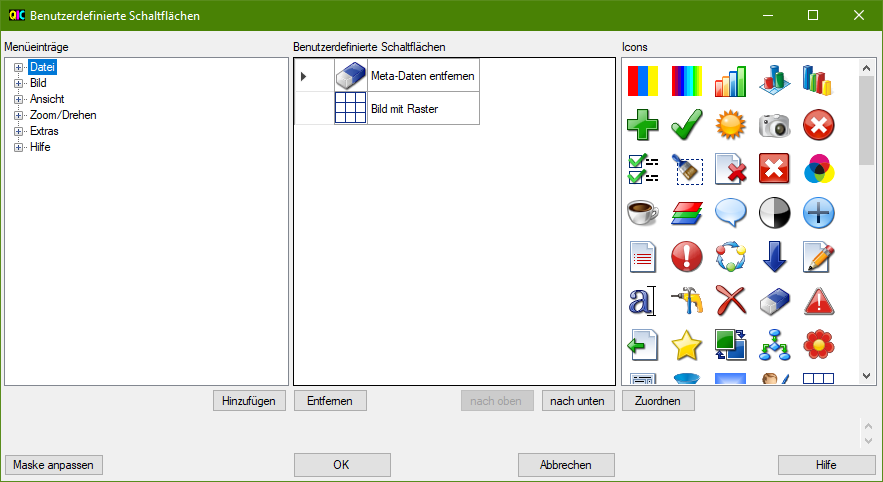 QIC Benutzerdefinierte Schaltflächen
Menüeinträge
Benutzerdefinierte Schaltflächen
Icons
Datei
Bild
Ansicht
Zoom/Drehen
Extras
Hilfe
Meta-Daten entfernen
Bild mit Raster
a
Hinzufügen
Entfernen
nach oben
nach unten
Zuordnen
Maske anpassen
OK
Abbrechen
Hilfe